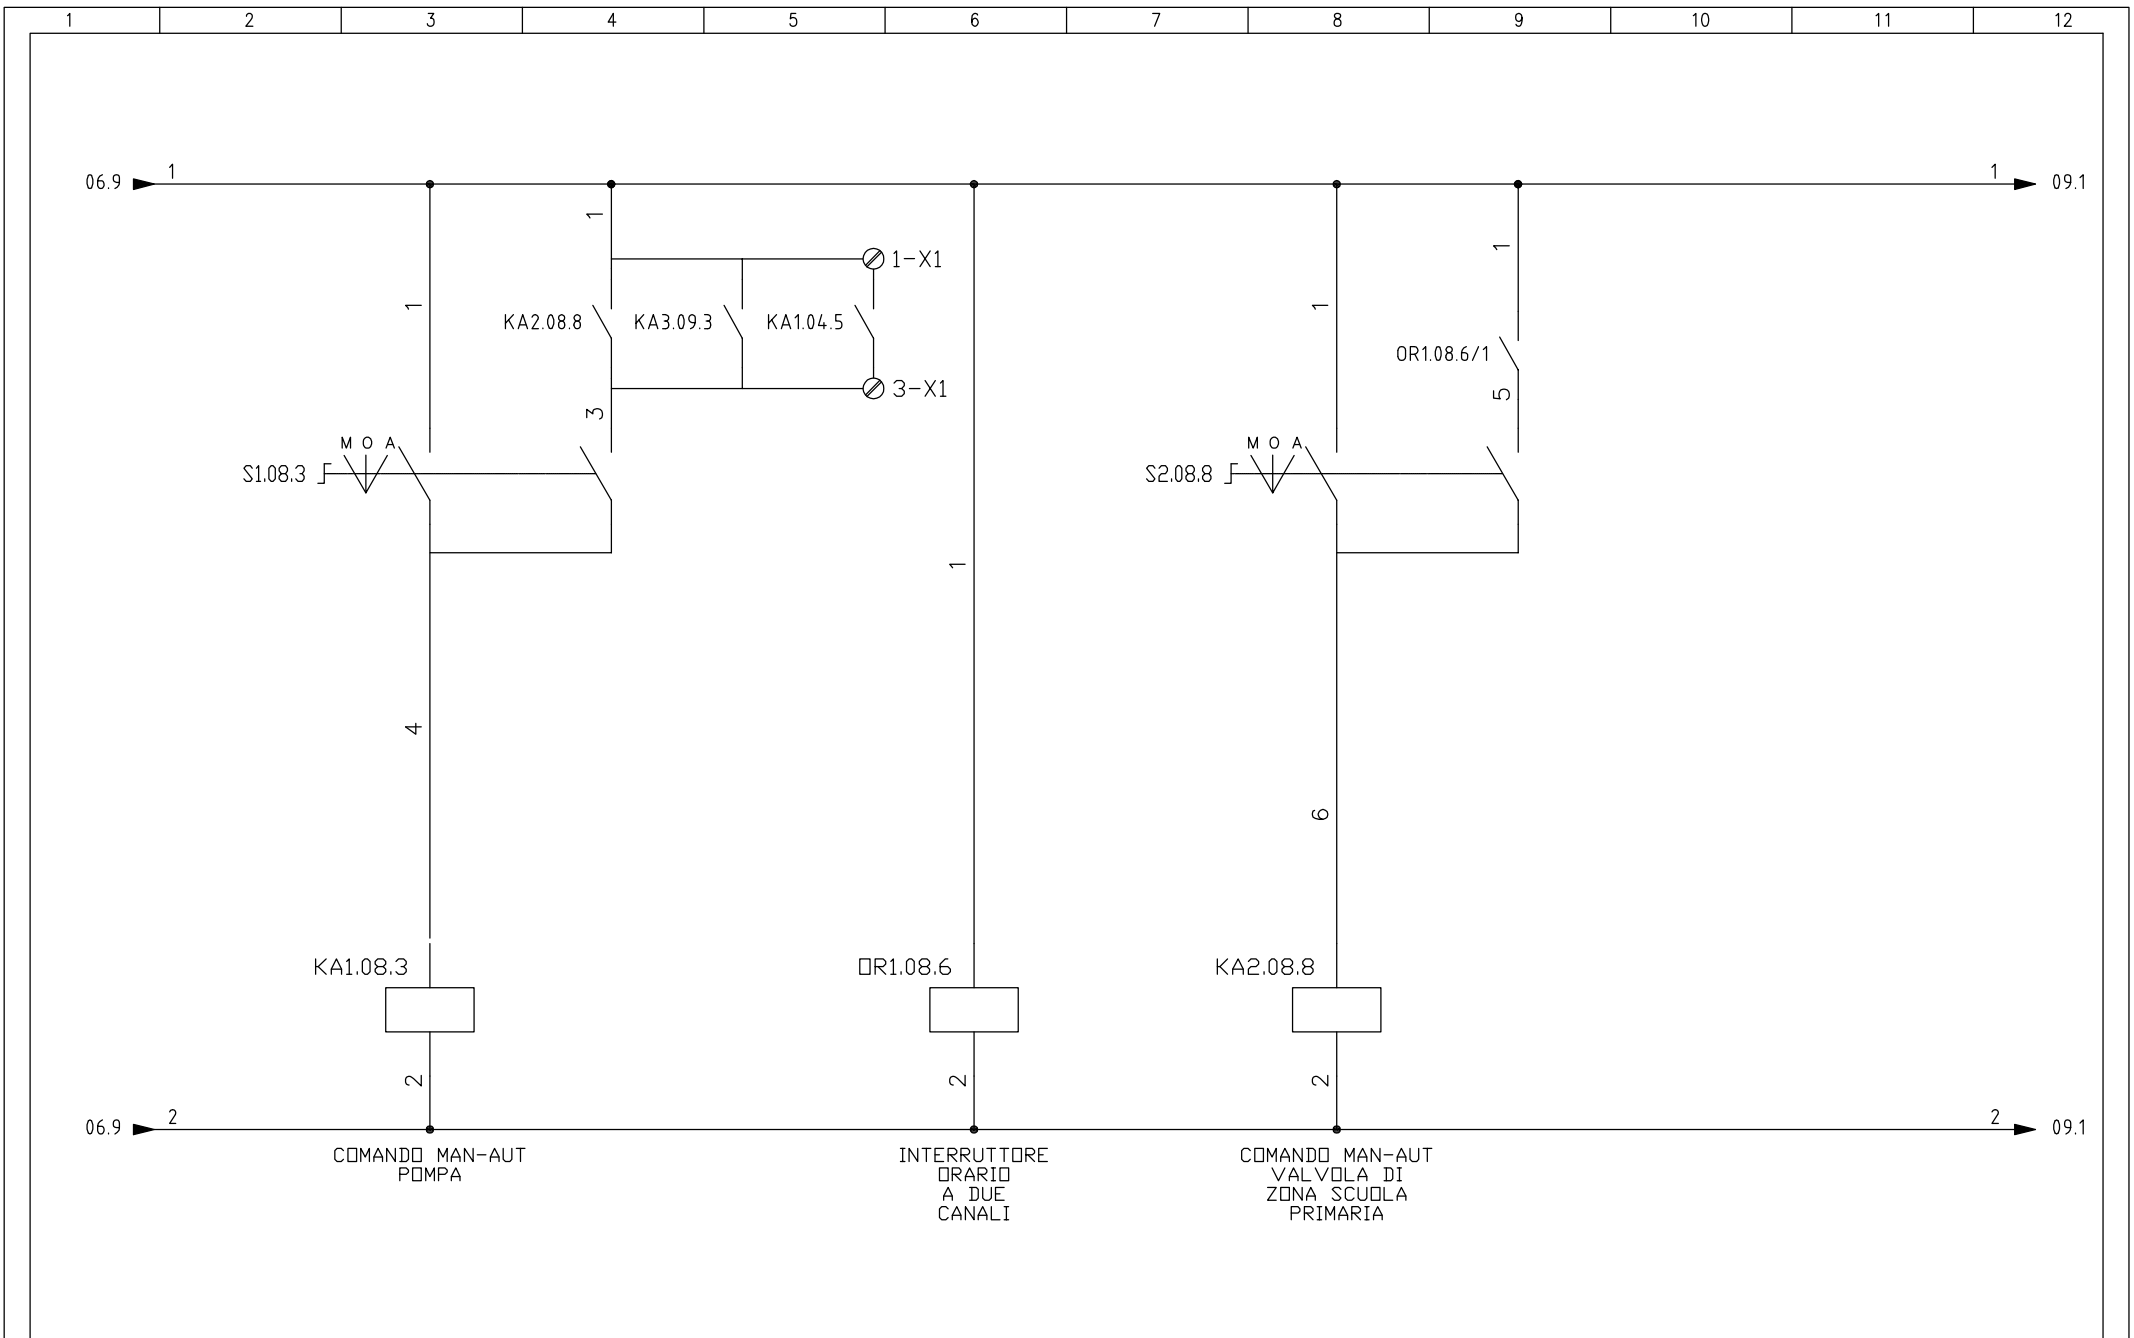 1 2 3 4 5 6 7 8 9 10 11 12
06.9 1 1 09.1
1
1
1-X1
1
1
KA2.08.8 KA3.09.3 KA1.04.5
OR1.08.6/1
3-X1
5
3
M O A
S1.08.3
M O A
S2.08.8
1
4
6
KA1.08.3 OR1.08.6 KA2.08.8
2 2 2
06.9 2 2 09.1
COMANDO MAN-AUT
POMPA
INTERRUTTORE
ORARIO
A DUE
CANALI
COMANDO MAN-AUT
VALVOLA DI
ZONA SCUOLA
PRIMARIA